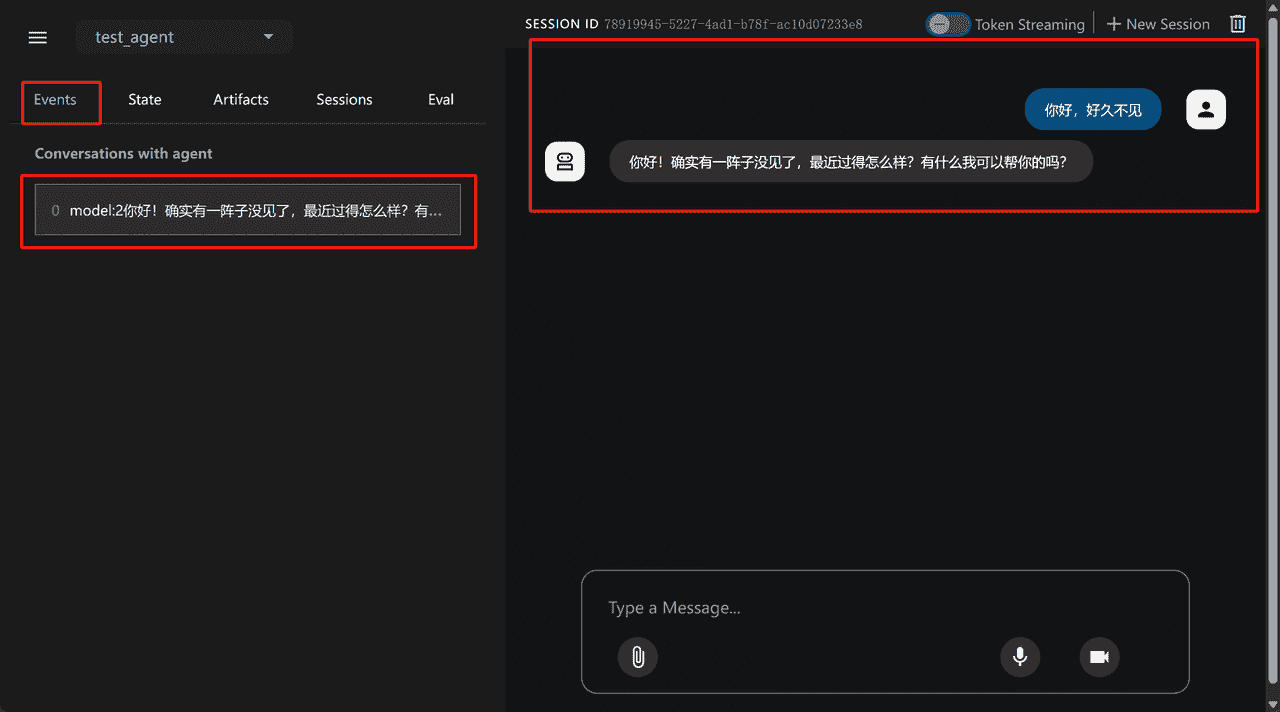 test_agent
SESSION ID 78919945-5227-4ad1-b78f-ac10d07233e8
Token Streaming
New Session
Events
State
Artifacts
Sessions
Eval
Conversations with agent
0 model:2你好！确实有一阵子没见了，最近过得怎么样？有...
你好，好久不见
你好！确实有一阵子没见了，最近过得怎么样？有什么我可以帮你的吗？
Type a Message...